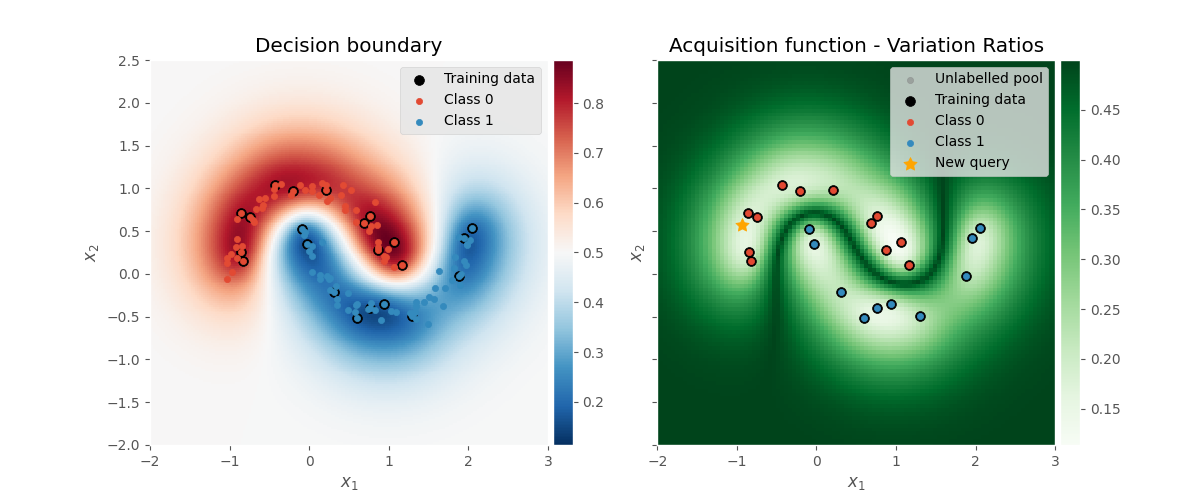 Decision boundary
Training data
Class 0
Class 1
2.5
2.0
1.5
1.0
0.5
0.0
−0.5
−1.0
−1.5
−2.0
x₂
−2
−1
0
1
2
3
x₁
0.8
0.7
0.6
0.5
0.4
0.3
0.2
Acquisition function - Variation Ratios
Unlabelled pool
Training data
Class 0
Class 1
New query
x₂
−2
−1
0
1
2
3
x₁
0.45
0.40
0.35
0.30
0.25
0.20
0.15